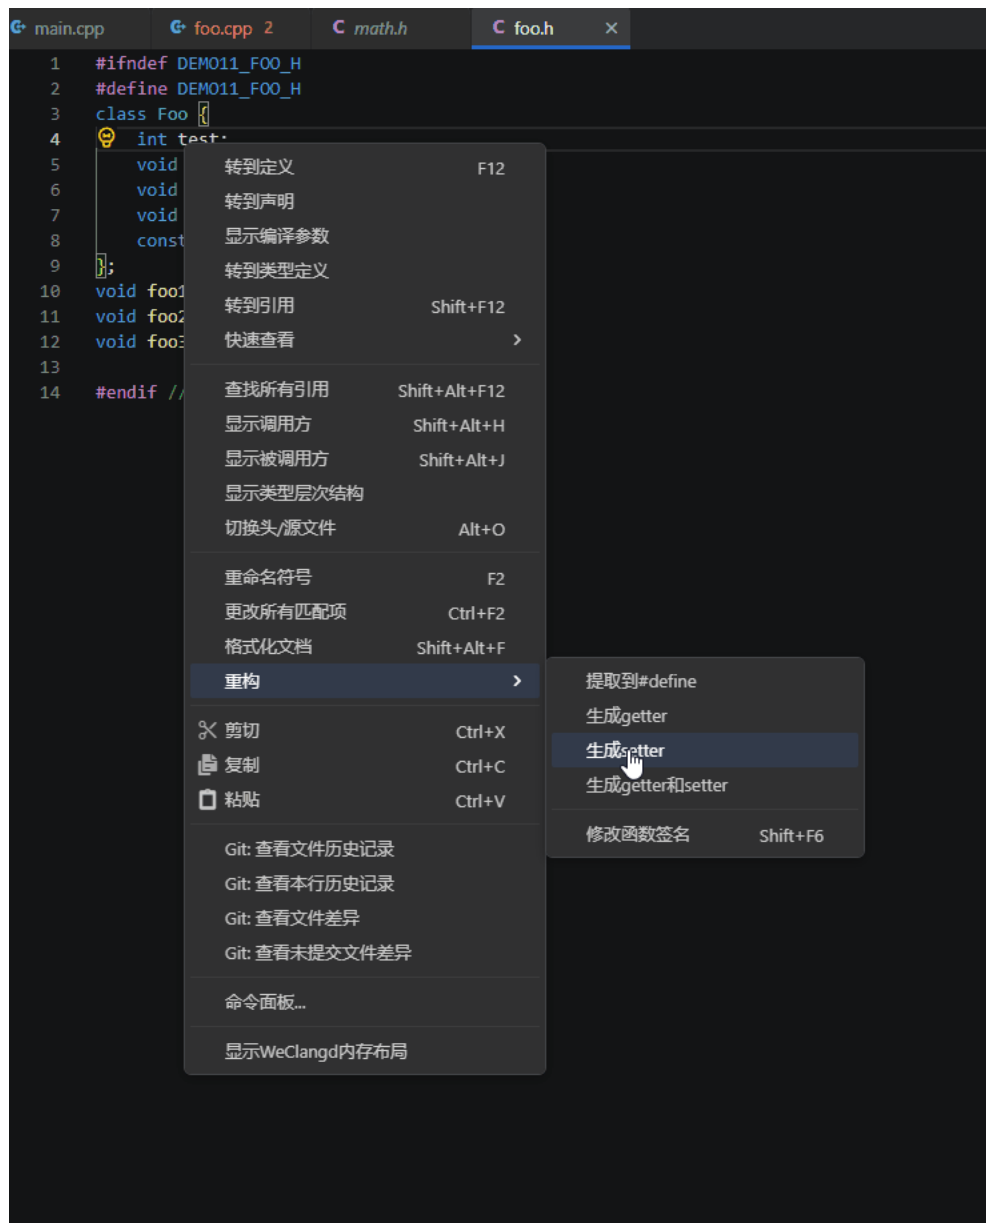 main.cpp foo.cpp 2 math.h foo.h
1 #ifndef DEMO11_FOO_H
2 #define DEMO11_FOO_H
3 class Foo {
4 int test;
5 void
6 void
7 void
8 const
9 };
10 void foo1
11 void foo2
12 void foo3
13
14 #endif //
转到定义 F12
转到声明
显示编译参数
转到类型定义
转到引用 Shift+F12
快速查看
查找所有引用 Shift+Alt+F12
显示调用方 Shift+Alt+H
显示被调用方 Shift+Alt+J
显示类型层次结构
切换头/源文件 Alt+O
重命名符号 F2
更改所有匹配项 Ctrl+F2
格式化文档 Shift+Alt+F
重构
剪切 Ctrl+X
复制 Ctrl+C
粘贴 Ctrl+V
Git: 查看文件历史记录
Git: 查看本行历史记录
Git: 查看文件差异
Git: 查看未提交文件差异
命令面板...
显示WeClangd内存布局
提取到#define
生成getter
生成setter
生成getter和setter
修改函数签名 Shift+F6